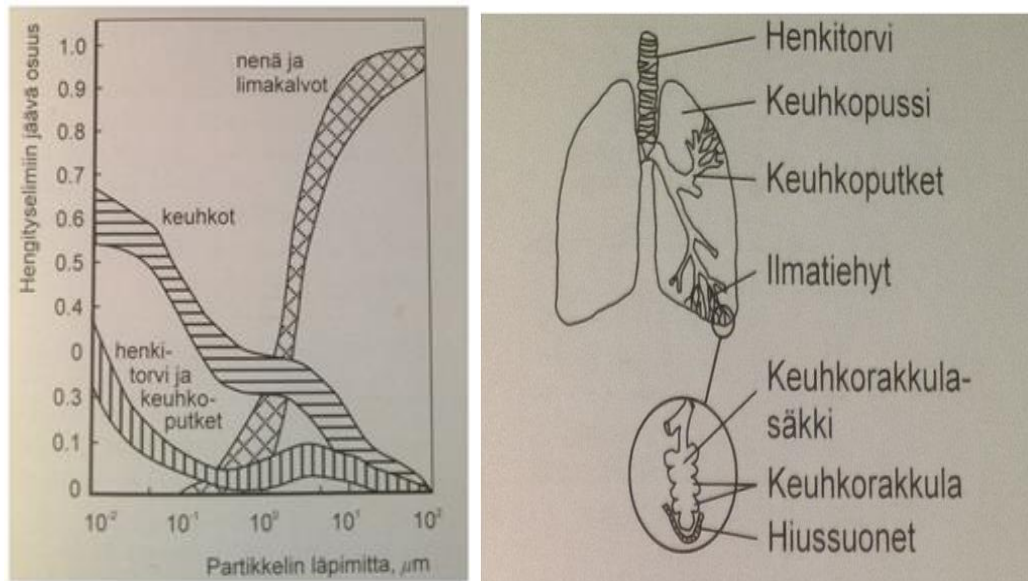 Hengityselimiin jäävä osuus
1.0
0.9
0.8
0.7
0.6
0.5
0.4
0
0.3
0.1
0
nenä ja
limakalvot
keuhkot
henki-
torvi ja
keuhko-
putket
10⁻² 10⁻¹ 10⁰ 10¹ 10²
Partikkelin läpimitta, µm
Henkitorvi
Keuhkopussi
Keuhkoputket
Ilmatiehyt
Keuhkorakkula-
säkki
Keuhkorakkula
Hiussuonet